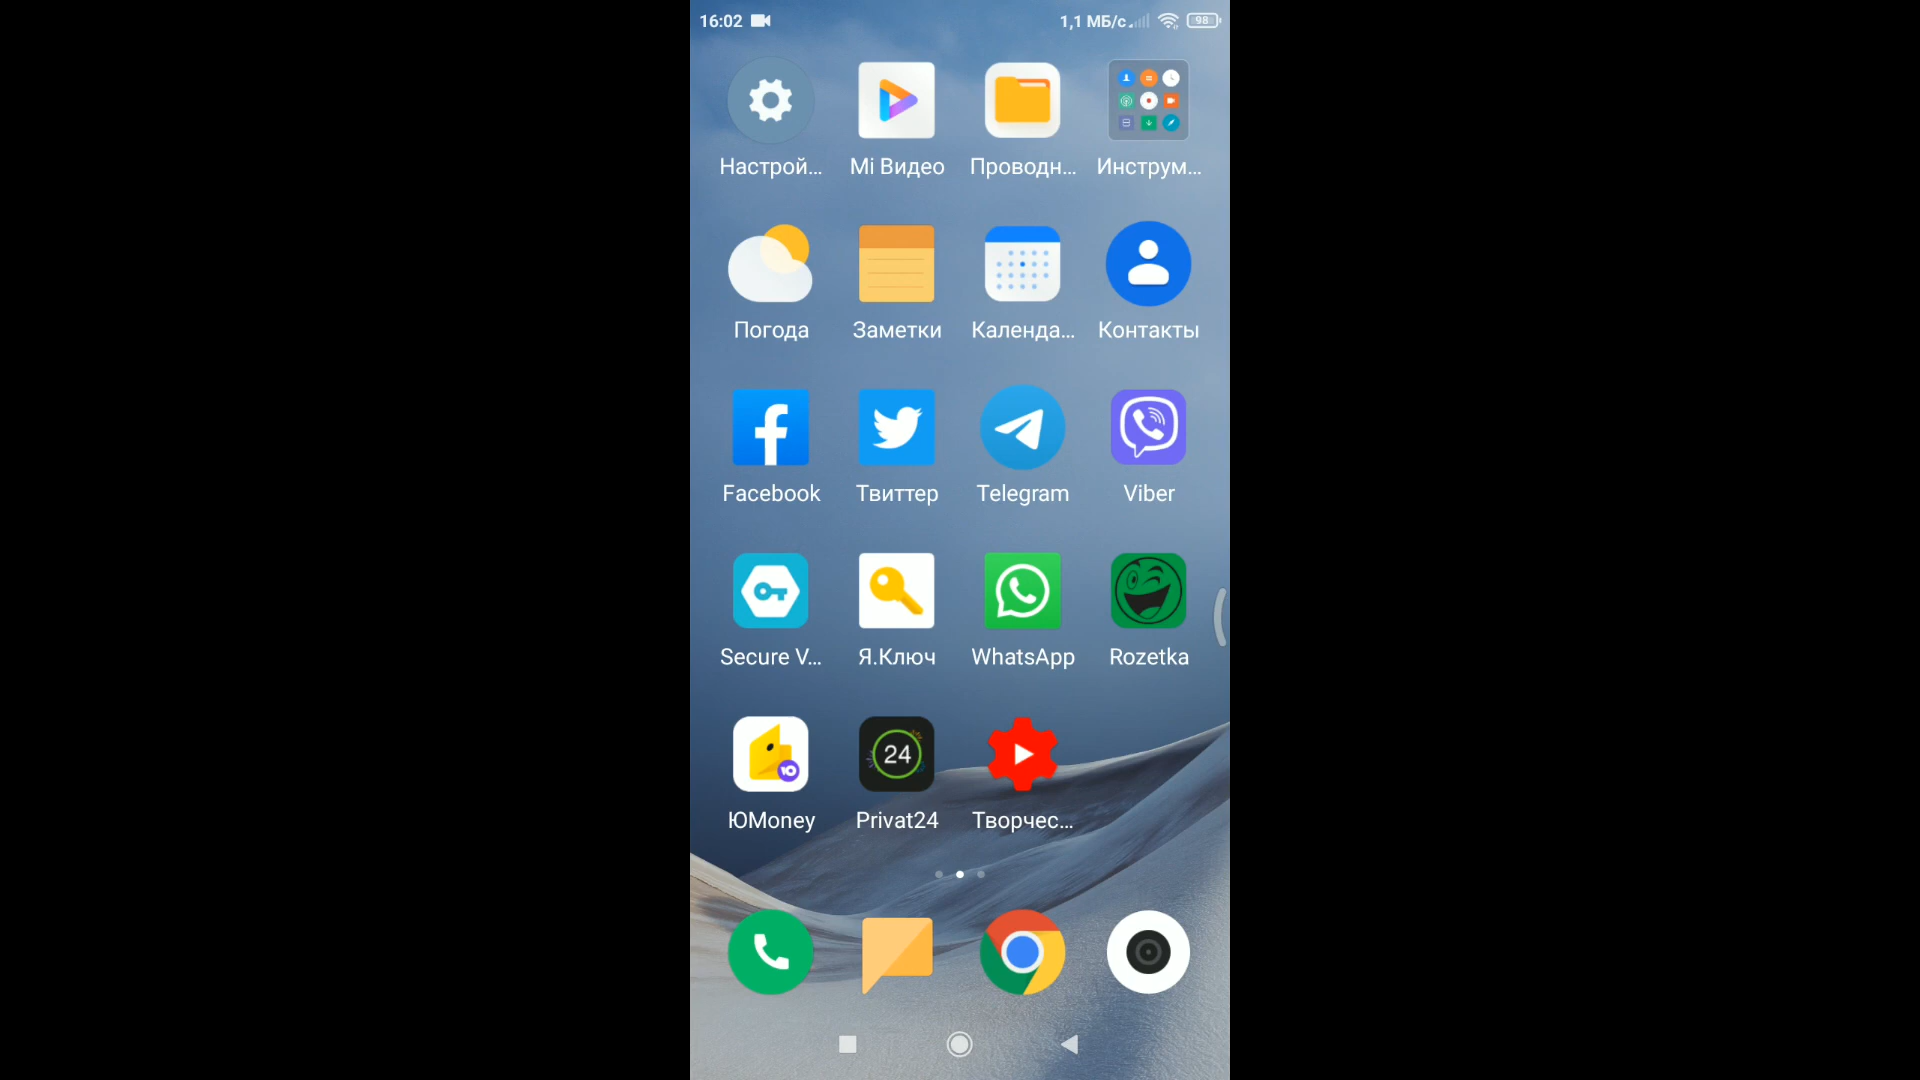 16:02 1,1 МБ/с 98
Настрой... Mi Видео Проводн... Инструм...
Погода Заметки Календа... Контакты
Facebook Твиттер Telegram Viber
Secure V... Я.Ключ WhatsApp Rozetka
Ю
24
ЮMoney Privat24 Творчес...